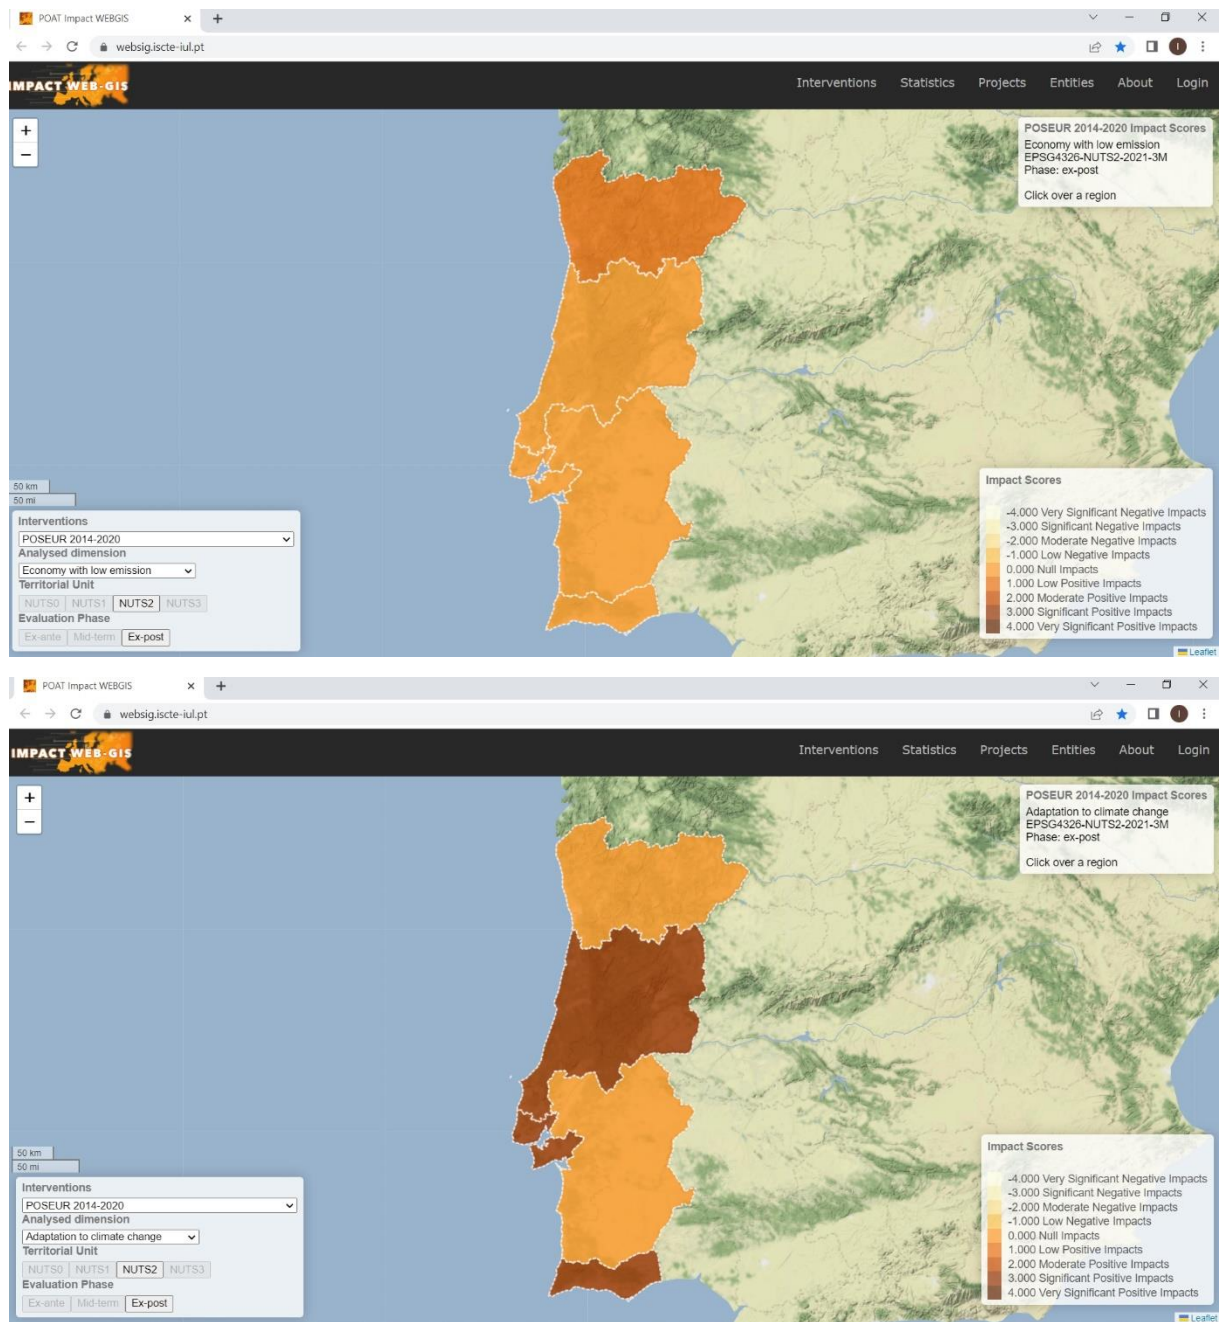 POAT Impact WEBGIS
websig.iscte-iul.pt
IMPACT WEB-GIS
Interventions Statistics Projects Entities About Login
+
−
POSEUR 2014-2020 Impact Scores
Economy with low emission
EPSG4326-NUTS2-2021-3M
Phase: ex-post
Click over a region
50 km
50 mi
Interventions
POSEUR 2014-2020
Analysed dimension
Economy with low emission
Territorial Unit
NUTS0 NUTS1 NUTS2 NUTS3
Evaluation Phase
Ex-ante Mid-term Ex-post
Impact Scores
-4.000 Very Significant Negative Impacts
-3.000 Significant Negative Impacts
-2.000 Moderate Negative Impacts
-1.000 Low Negative Impacts
0.000 Null Impacts
1.000 Low Positive Impacts
2.000 Moderate Positive Impacts
3.000 Significant Positive Impacts
4.000 Very Significant Positive Impacts
Leaflet
POAT Impact WEBGIS
websig.iscte-iul.pt
IMPACT WEB-GIS
Interventions Statistics Projects Entities About Login
+
−
POSEUR 2014-2020 Impact Scores
Adaptation to climate change
EPSG4326-NUTS2-2021-3M
Phase: ex-post
Click over a region
50 km
50 mi
Interventions
POSEUR 2014-2020
Analysed dimension
Adaptation to climate change
Territorial Unit
NUTS0 NUTS1 NUTS2 NUTS3
Evaluation Phase
Ex-ante Mid-term Ex-post
Impact Scores
-4.000 Very Significant Negative Impacts
-3.000 Significant Negative Impacts
-2.000 Moderate Negative Impacts
-1.000 Low Negative Impacts
0.000 Null Impacts
1.000 Low Positive Impacts
2.000 Moderate Positive Impacts
3.000 Significant Positive Impacts
4.000 Very Significant Positive Impacts
Leaflet